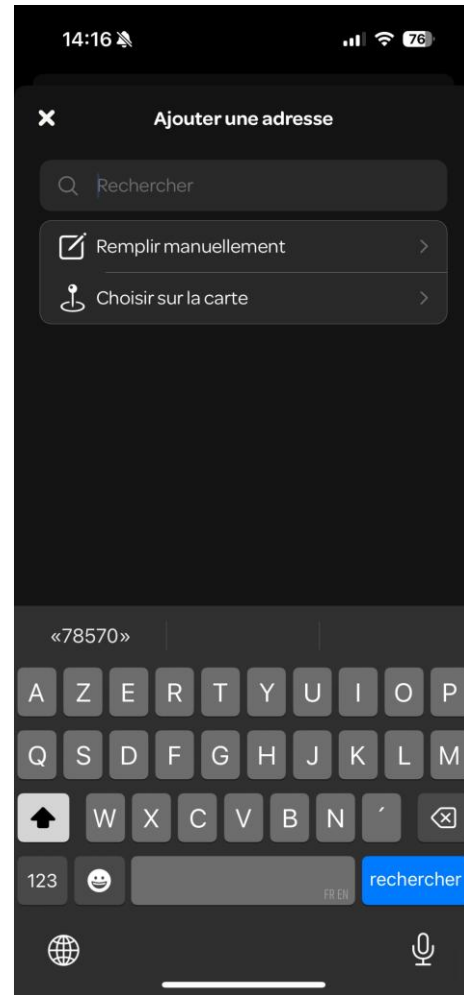 14:16
76
Ajouter une adresse
Rechercher
Remplir manuellement
Choisir sur la carte
«78570»
A Z E R T Y U I O P
Q S D F G H J K L M
W X C V B N ´
123 FR EN rechercher